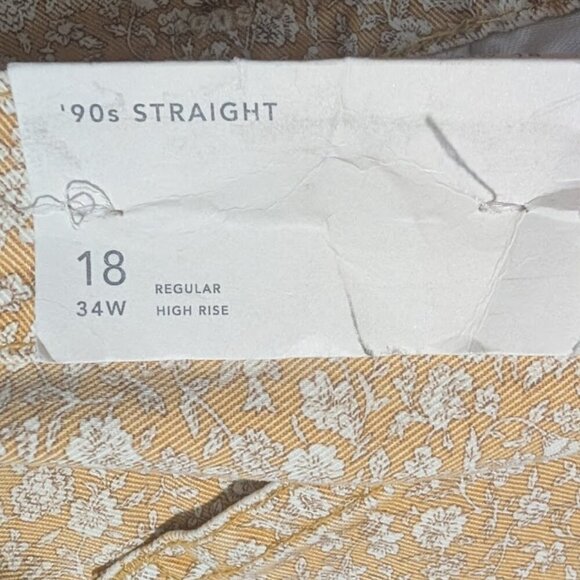 '90s STRAIGHT
18
34W
REGULAR
HIGH RISE